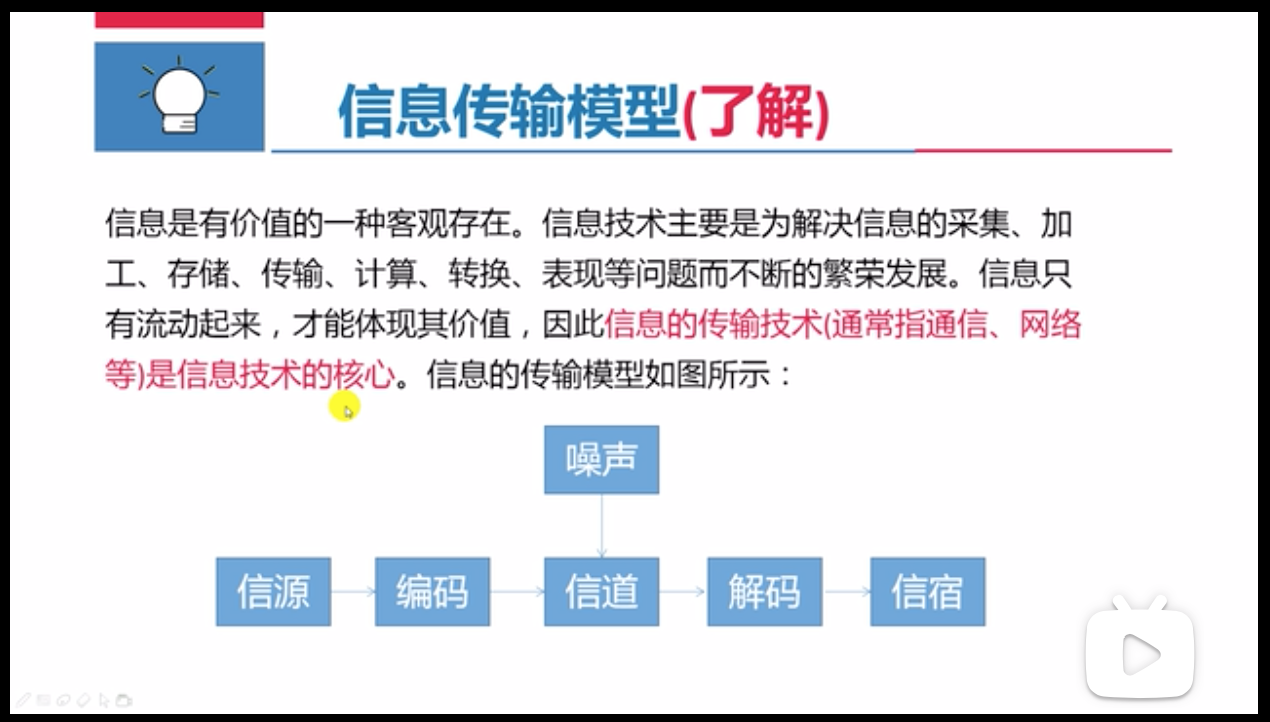 信息传输模型(了解)
信息是有价值的一种客观存在。信息技术主要是为解决信息的采集、加
工、存储、传输、计算、转换、表现等问题而不断的繁荣发展。信息只
有流动起来，才能体现其价值，因此信息的传输技术(通常指通信、网络
等)是信息技术的核心。信息的传输模型如图所示：
噪声
信源
编码
信道
解码
信宿